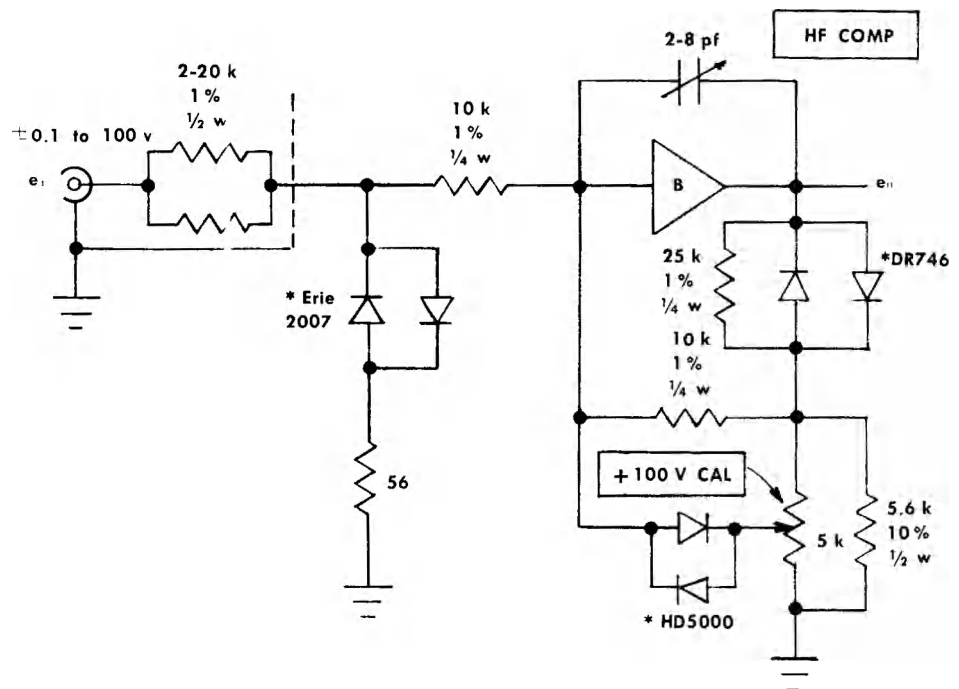 HF COMP
2-8 pf
2-20 k
1 %
½ w
±0.1 to 100 v
e₁
10 k
1 %
¼ w
B
25 k
1 %
¼ w
*DR746
* Erie
2007
10 k
1 %
¼ w
+ 100 V CAL
56
5 k
5.6 k
10 %
½ w
* HD5000